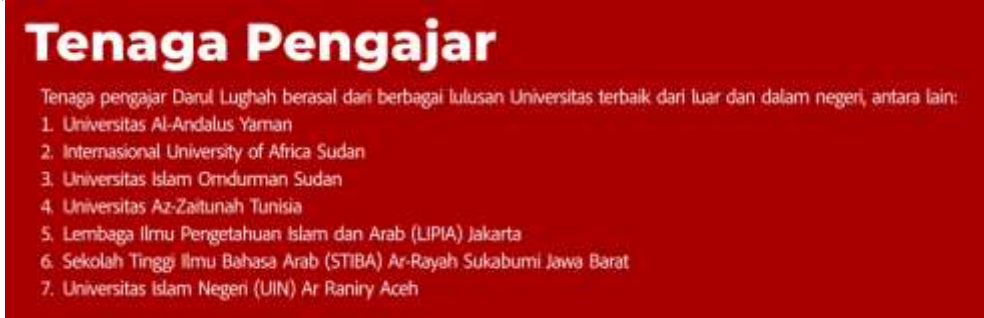 Tenaga Pengajar
Tenaga pengajar Darul Lughah berasal dari berbagai lulusan Universitas terbaik dari luar dan dalam negeri, antara lain:
1. Universitas Al-Andalus Yaman
2. Internasional University of Africa Sudan
3. Universitas Islam Omdurman Sudan
4. Universitas Az-Zaitunah Tunisia
5. Lembaga Ilmu Pengetahuan Islam dan Arab (LIPIA) Jakarta
6. Sekolah Tinggi Ilmu Bahasa Arab (STIBA) Ar-Rayah Sukabumi Jawa Barat
7. Universitas Islam Negeri (UIN) Ar Raniry Aceh